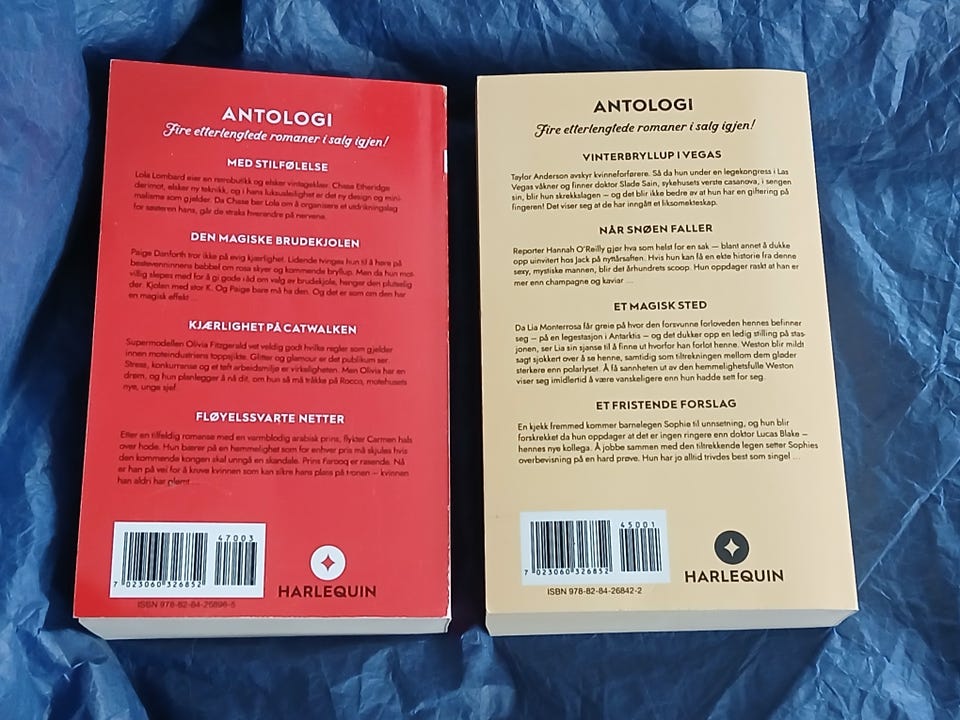 ANTOLOGI
Fire etterlengtede romaner i salg igjen!
MED STILFØLELSE
Lola Lombard eier en retrobutikk og elsker vintageklær. Chase Etheridge
derimot, elsker ny teknikk, og i hans luksusleilighet er det ny design og mini-
malisme som gjelder. Da Chase ber Lola om å organisere et utdrikningslag
for søsteren hans, går de straks hverandre på nervene.
DEN MAGISKE BRUDEKJOLEN
Paige Danforth tror ikke på evig kjærlighet. Lidende tvinges hun til å høre på
bestevenninnens babbel om rosa skyer og kommende bryllup. Men da hun mot-
villig slepes med for å gi gode råd om valg av brudekjole, henger den plutselig
der. Kjolen med stor K. Og Paige bare må ha den. Og det er som om den har
en magisk effekt ...
KJÆRLIGHET PÅ CATWALKEN
Supermodellen Olivia Fitzgerald vet veldig godt hvilke regler som gjelder
innen moteindustriens toppsjikte. Glitter og glamour er det publikum ser.
Stress, konkurranse og et tøft arbeidsmiljø er virkeligheten. Men Olivia har en
drøm, og hun planlegger å nå dit, om hun så må tråkke på Rocco, motehusets
nye, unge sjef.
FLØYELSSVARTE NETTER
Etter en tilfeldig romanse med en varmblodig arabisk prins, flykter Carmen hals
over hode. Hun bærer på en hemmelighet som for enhver pris må skjules hvis
den kommende kongen skal unngå en skandale. Prins Farooq er rasende. Nå
er han på vei for å kreve kvinnen som kan sikre hans plass på tronen – kvinnen
han aldri har glemt ...
47003
7 023060 326852
ISBN 978-82-84-26896-5
HARLEQUIN
ANTOLOGI
Fire etterlengtede romaner i salg igjen!
VINTERBRYLLUP I VEGAS
Taylor Anderson avskyr kvinneforførere. Så da hun under en legekongress i Las
Vegas våkner og finner doktor Slade Sain, sykehusets verste casanova, i sengen
sin, blir hun skrekkslagen – og det blir ikke bedre av at hun har en giftering på
fingeren! Det viser seg at de har inngått et liksomekteskap.
NÅR SNØEN FALLER
Reporter Hannah O'Reilly gjør hva som helst for en sak – blant annet å dukke
opp uinvitert hos Jack på nyttårsaften. Hvis hun kan få en ekte historie fra denne
sexy, mystiske mannen, blir det århundrets scoop. Hun oppdager raskt at han er
mer enn champagne og kaviar ...
ET MAGISK STED
Da Lia Monterrosa får greie på hvor den forsvunne forloveden hennes befinner
seg – på en legestasjon i Antarktis – og det dukker opp en ledig stilling på stas-
jonen, ser Lia sin sjanse til å finne ut hvorfor han forlot henne. Weston blir mildt
sagt sjokkert over å se henne, samtidig som tiltrekningen mellom dem gløder
sterkere enn polarlyset. Å få sannheten ut av den hemmelighetsfulle Weston
viser seg imidlertid å være vanskeligere enn hun hadde sett for seg.
ET FRISTENDE FORSLAG
En kjekk fremmed kommer barnelegen Sophie til unnsetning, og hun blir
forskrekket da hun oppdager at det er ingen ringere enn doktor Lucas Blake –
hennes nye kollega. Å jobbe sammen med den tiltrekkende legen setter Sophies
overbevisning på en hard prøve. Hun har jo alltid trivdes best som singel ...
45001
7 023060 326852
ISBN 978-82-84-26842-2
HARLEQUIN